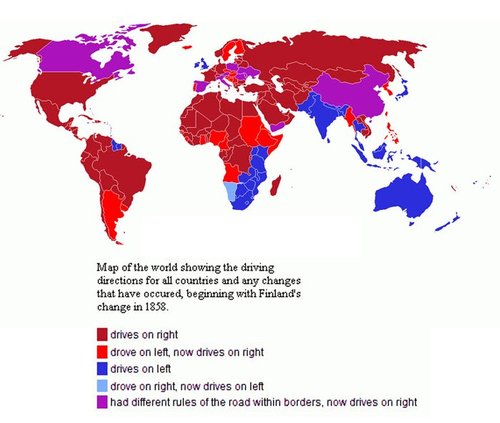 Map of the world showing the driving
directions for all countries and any changes
that have occured, beginning with Finland's
change in 1858.
drives on right
drove on left, now drives on right
drives on left
drove on right, now drives on left
had different rules of the road within borders, now drives on right